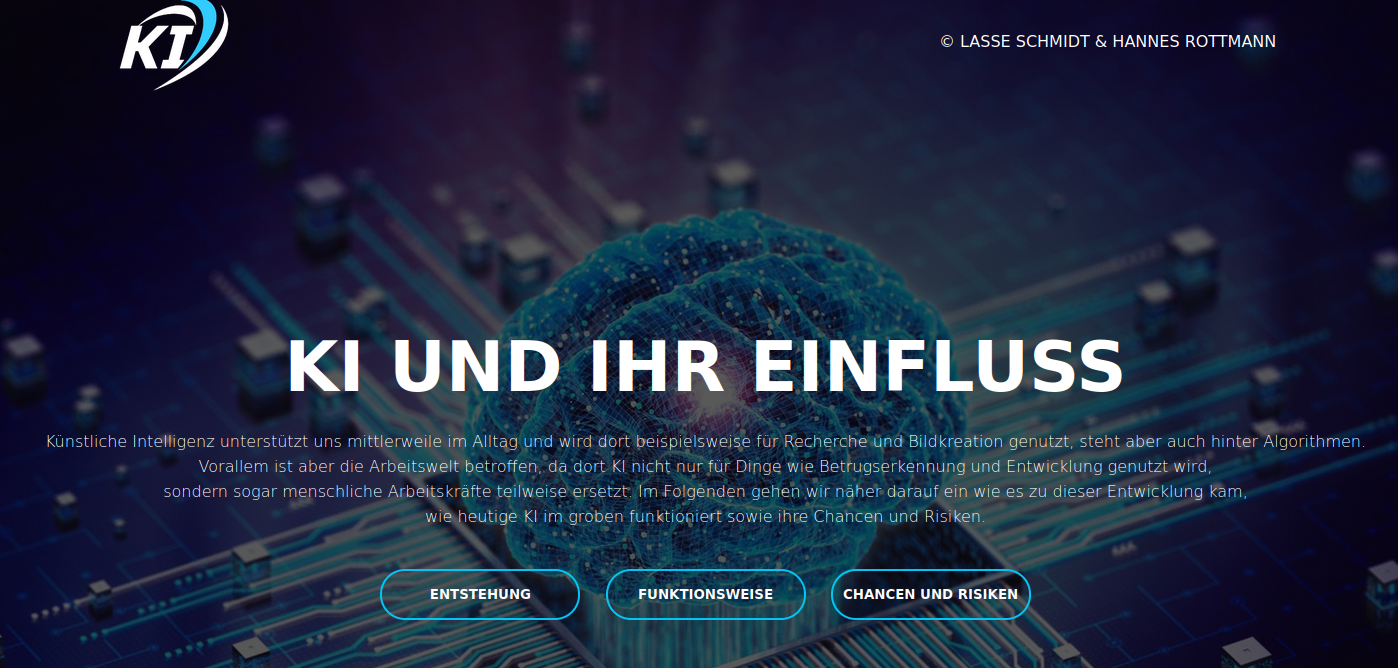 KI
© LASSE SCHMIDT & HANNES ROTTMANN
KI UND IHR EINFLUSS
Künstliche Intelligenz unterstützt uns mittlerweile im Alltag und wird dort beispielsweise für Recherche und Bildkreation genutzt, steht aber auch hinter Algorithmen.
Vorallem ist aber die Arbeitswelt betroffen, da dort KI nicht nur für Dinge wie Betrugserkennung und Entwicklung genutzt wird,
sondern sogar menschliche Arbeitskräfte teilweise ersetzt. Im Folgenden gehen wir näher darauf ein wie es zu dieser Entwicklung kam,
wie heutige KI im groben funktioniert sowie ihre Chancen und Risiken.
ENTSTEHUNG
FUNKTIONSWEISE
CHANCEN UND RISIKEN